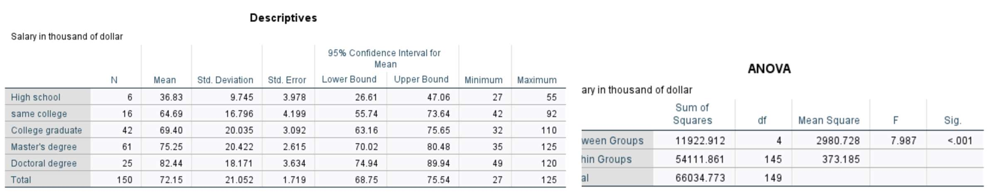 Descriptives
Salary in thousand of dollar
95% Confidence Interval for
Mean
N Mean Std. Deviation Std. Error Lower Bound Upper Bound Minimum Maximum
High school 6 36.83 9.745 3.978 26.61 47.06 27 55
same college 16 64.69 16.796 4.199 55.74 73.64 42 92
College graduate 42 69.40 20.035 3.092 63.16 75.65 32 110
Master's degree 61 75.25 20.422 2.615 70.02 80.48 35 125
Doctoral degree 25 82.44 18.171 3.634 74.94 89.94 49 120
Total 150 72.15 21.052 1.719 68.75 75.54 27 125
ANOVA
ary in thousand of dollar
Sum of
Squares df Mean Square F Sig.
ween Groups 11922.912 4 2980.728 7.987 <.001
hin Groups 54111.861 145 373.185
al 66034.773 149